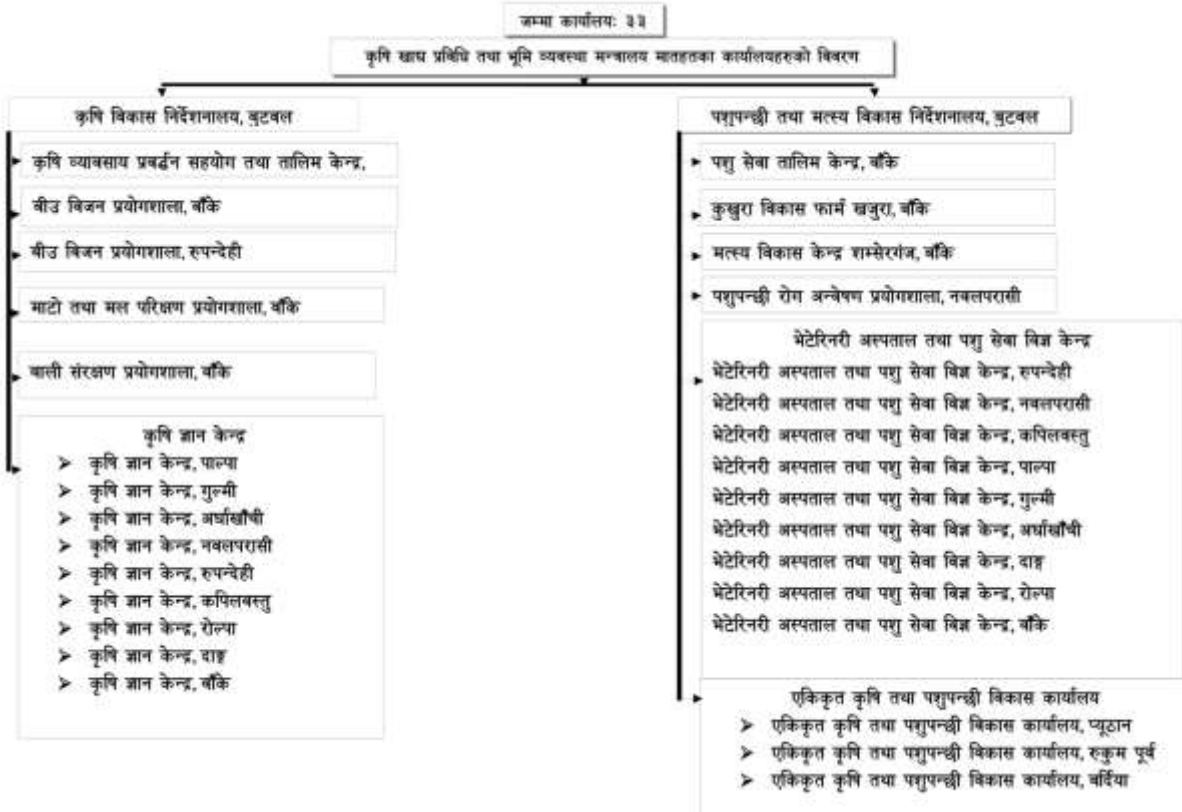 जम्मा कार्यालयः ३३
कृषि खाद्य प्रबिधि तथा भूमि व्यवस्था मन्त्रालय मातहतका कार्यालयहरुको विवरण
कृषि विकास निर्देशनालय, बुटवल
कृषि व्यावसाय प्रवर्द्धन सहयोग तथा तालिम केन्द्र,
बीउ बिजन प्रयोगशाला, बाँके
बीउ बिजन प्रयोगशाला, रुपन्देही
माटो तथा मल परिक्षण प्रयोगशाला, बाँके
बाली संरक्षण प्रयोगशाला, बाँके
कृषि ज्ञान केन्द्र
➢ कृषि ज्ञान केन्द्र, पाल्पा
➢ कृषि ज्ञान केन्द्र, गुल्मी
➢ कृषि ज्ञान केन्द्र, अर्घाखाँची
➢ कृषि ज्ञान केन्द्र, नवलपरासी
➢ कृषि ज्ञान केन्द्र, रुपन्देही
➢ कृषि ज्ञान केन्द्र, कपिलबस्तु
➢ कृषि ज्ञान केन्द्र, रोल्पा
➢ कृषि ज्ञान केन्द्र, दाङ्ग
➢ कृषि ज्ञान केन्द्र, बाँके
पशुपन्छी तथा मत्स्य विकास निर्देशनालय, बुटवल
पशु सेवा तालिम केन्द्र, बाँके
कुखुरा विकास फार्म खजुरा, बाँके
मत्स्य विकास केन्द्र शम्सेरगंज, बाँके
पशुपन्छी रोग अन्वेषण प्रयोगशाला, नवलपरासी
भेटेरिनरी अस्पताल तथा पशु सेवा विज्ञ केन्द्र
भेटेरिनरी अस्पताल तथा पशु सेवा विज्ञ केन्द्र, रुपन्देही
भेटेरिनरी अस्पताल तथा पशु सेवा विज्ञ केन्द्र, नवलपरासी
भेटेरिनरी अस्पताल तथा पशु सेवा विज्ञ केन्द्र, कपिलवस्तु
भेटेरिनरी अस्पताल तथा पशु सेवा विज्ञ केन्द्र, पाल्पा
भेटेरिनरी अस्पताल तथा पशु सेवा विज्ञ केन्द्र, गुल्मी
भेटेरिनरी अस्पताल तथा पशु सेवा विज्ञ केन्द्र, अर्घाखाँची
भेटेरिनरी अस्पताल तथा पशु सेवा विज्ञ केन्द्र, दाङ्ग
भेटेरिनरी अस्पताल तथा पशु सेवा विज्ञ केन्द्र, रोल्पा
भेटेरिनरी अस्पताल तथा पशु सेवा विज्ञ केन्द्र, बाँके
एकिकृत कृषि तथा पशुपन्छी विकास कार्यालय
➢ एकिकृत कृषि तथा पशुपन्छी विकास कार्यालय, प्यूठान
➢ एकिकृत कृषि तथा पशुपन्छी विकास कार्यालय, रुकुम पूर्व
➢ एकिकृत कृषि तथा पशुपन्छी विकास कार्यालय, बर्दिया